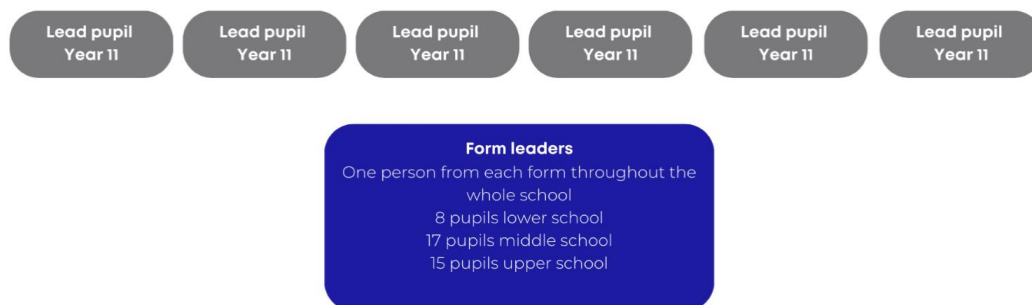 Lead pupil
Year 11
Lead pupil
Year 11
Lead pupil
Year 11
Lead pupil
Year 11
Lead pupil
Year 11
Lead pupil
Year 11
Form leaders
One person from each form throughout the
whole school
8 pupils lower school
17 pupils middle school
15 pupils upper school